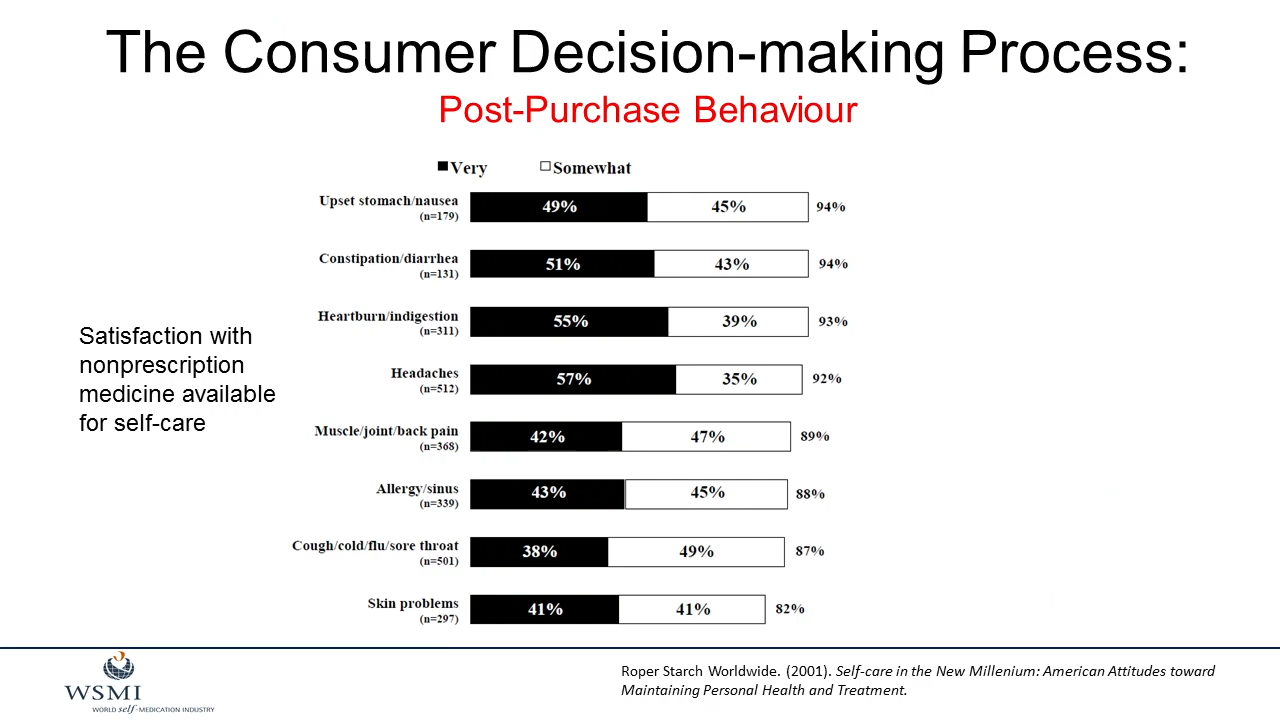 The Consumer Decision-making Process:
Post-Purchase Behaviour
Very Somewhat
Upset stomach/nausea 49% 45% 94%
(n=179)
Constipation/diarrhea 51% 43% 94%
(n=131)
Heartburn/indigestion 55% 39% 93%
(n=311)
Headaches 57% 35% 92%
(n=512)
Muscle/joint/back pain 42% 47% 89%
(n=368)
Allergy/sinus 43% 45% 88%
(n=339)
Cough/cold/flu/sore throat 38% 49% 87%
(n=501)
Skin problems 41% 41% 82%
(n=297)
Satisfaction with
nonprescription
medicine available
for self-care
WSMI
WORLD self-MEDICATION INDUSTRY
Roper Starch Worldwide. (2001). Self-care in the New Millenium: American Attitudes toward
Maintaining Personal Health and Treatment.